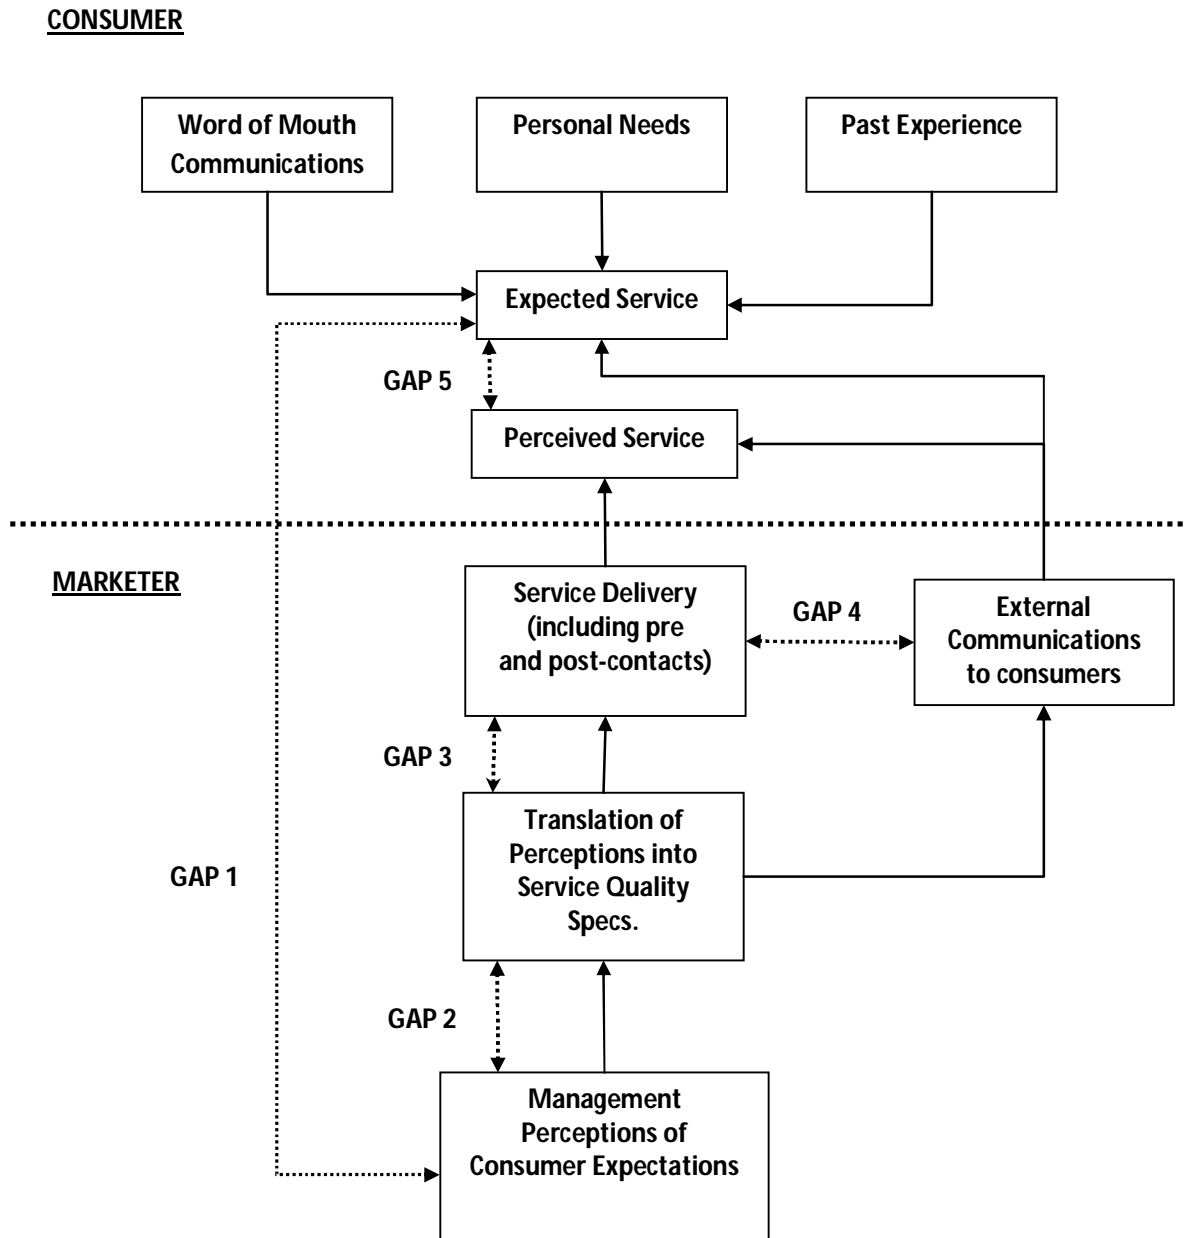 CONSUMER
Word of Mouth
Communications
Personal Needs
Past Experience
Expected Service
GAP 5
Perceived Service
MARKETER
Service Delivery
(including pre
and post-contacts)
GAP 4
External
Communications
to consumers
GAP 3
Translation of
Perceptions into
Service Quality
Specs.
GAP 1
GAP 2
Management
Perceptions of
Consumer Expectations